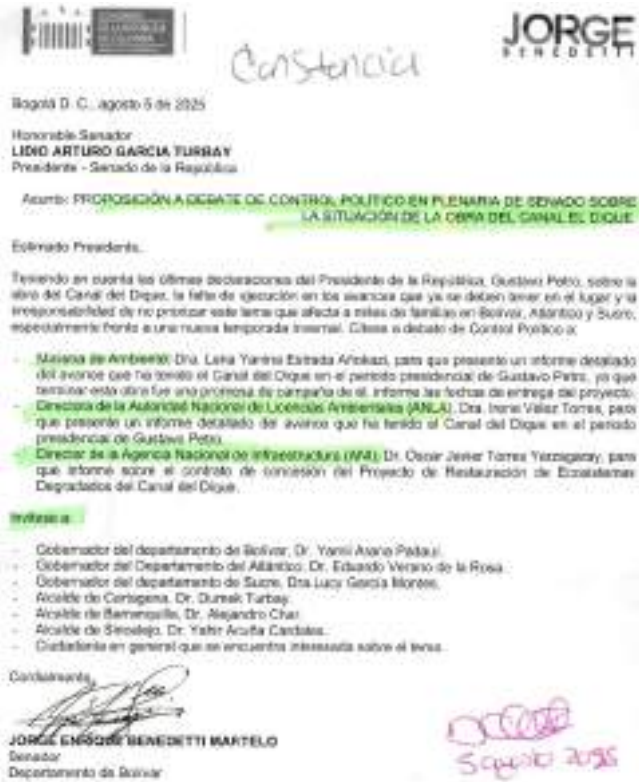 JORGE
BENEDETTI
Constancia
Bogotá D. C., agosto 5 de 2025
Honorable Senador
LIDIO ARTURO GARCIA TURBAY
Presidente - Senado de la República
Asunto: PROPOSICIÓN A DEBATE DE CONTROL POLÍTICO EN PLENARIA DE SENADO SOBRE
LA SITUACIÓN DE LA OBRA DEL CANAL EL DIQUE
Estimado Presidente,
Teniendo en cuenta las últimas declaraciones del Presidente de la República, Gustavo Petro, sobre la
obra del Canal del Dique, la falta de ejecución en los avances que ya se deben tener en el lugar y la
irresponsabilidad de no priorizar este tema que afecta a miles de familias en Bolívar, Atlántico y Sucre,
especialmente frente a una nueva temporada invernal. Cítese a debate de Control Político a:
- Ministra de Ambiente: Dra. Lena Yanina Estrada Añokazi, para que presente un informe detallado
del avance que ha tenido el Canal del Dique en el periodo presidencial de Gustavo Petro, ya que
terminar esta obra fue una promesa de campaña de él, informe las fechas de entrega del proyecto.
- Directora de la Autoridad Nacional de Licencias Ambientales (ANLA), Dra. Irene Vélez Torres, para
que presente un informe detallado del avance que ha tenido el Canal del Dique en el periodo
presidencial de Gustavo Petro.
- Director de la Agencia Nacional de Infraestructura (ANI), Dr. Oscar Javier Torres Yarzagaray, para
que informe sobre el contrato de concesión del Proyecto de Restauración de Ecosistemas
Degradados del Canal del Dique.
Invítese a:
- Gobernador del departamento de Bolívar, Dr. Yamil Arana Padauí.
- Gobernador del Departamento del Atlántico, Dr. Eduardo Verano de la Rosa.
- Gobernador del departamento de Sucre, Dra Lucy García Montes.
- Alcalde de Cartagena, Dr. Dumek Turbay.
- Alcalde de Barranquilla, Dr. Alejandro Char.
- Alcalde de Sincelejo, Dr. Yahir Acuña Cardales.
- Ciudadanía en general que se encuentra interesada sobre el tema.
Cordialmente,
JORGE ENRIQUE BENEDETTI MARTELO
Senador
Departamento de Bolívar
5 agosto 2025